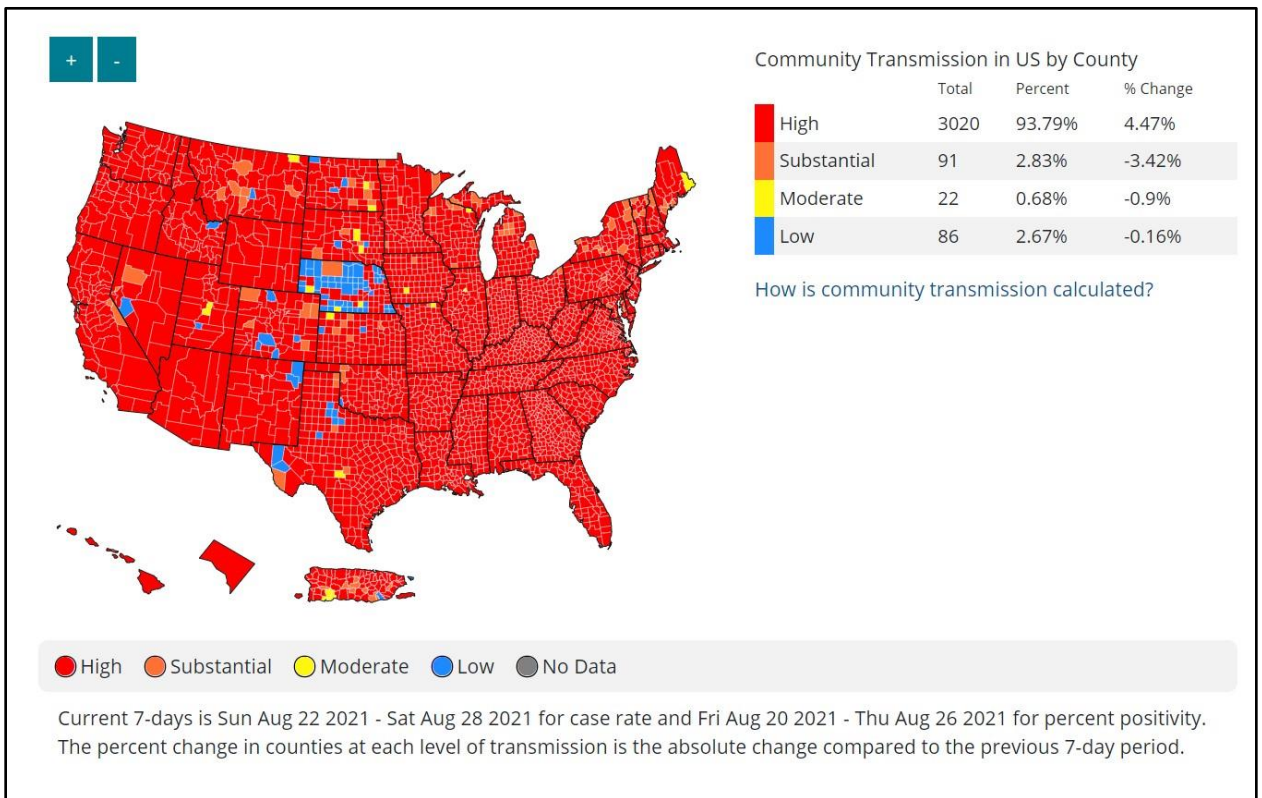 + -
Community Transmission in US by County
Total Percent % Change
High 3020 93.79% 4.47%
Substantial 91 2.83% -3.42%
Moderate 22 0.68% -0.9%
Low 86 2.67% -0.16%
How is community transmission calculated?
High Substantial Moderate Low No Data
Current 7-days is Sun Aug 22 2021 - Sat Aug 28 2021 for case rate and Fri Aug 20 2021 - Thu Aug 26 2021 for percent positivity.
The percent change in counties at each level of transmission is the absolute change compared to the previous 7-day period.